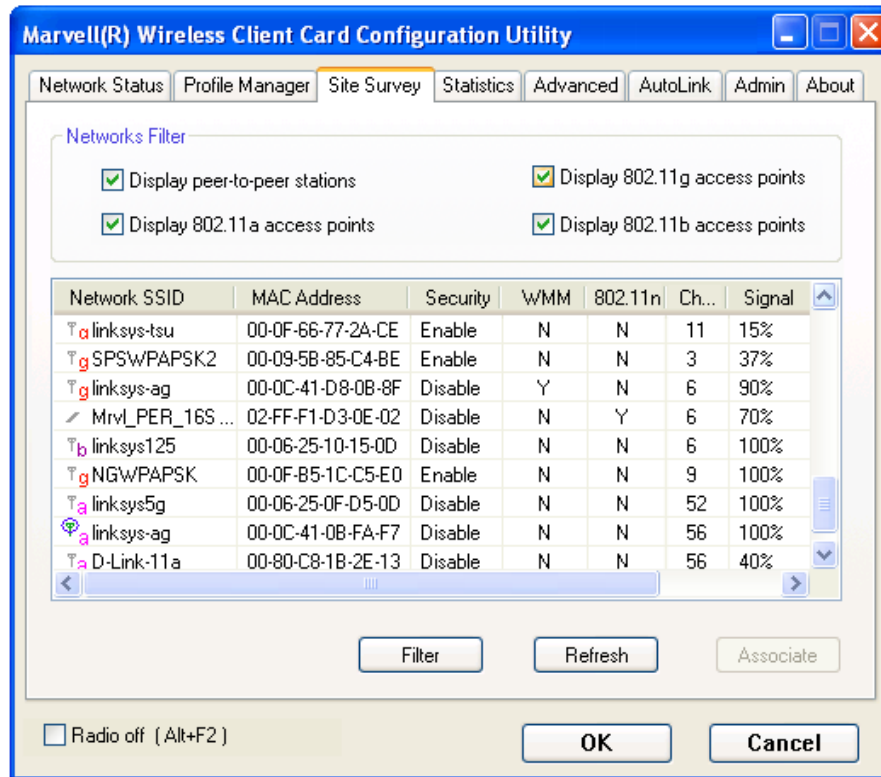 Marvell(R) Wireless Client Card Configuration Utility
Network Status Profile Manager Site Survey Statistics Advanced AutoLink Admin About
Networks Filter
Display peer-to-peer stations Display 802.11g access points
Display 802.11a access points Display 802.11b access points
Network SSID MAC Address Security WMM 802.11n Ch... Signal
g linksys-tsu 00-0F-66-77-2A-CE Enable N N 11 15%
g SPSWPAPSK2 00-09-5B-85-C4-BE Enable N N 3 37%
g linksys-ag 00-0C-41-D8-0B-8F Disable Y N 6 90%
Mrvl_PER_16S ... 02-FF-F1-D3-0E-02 Disable N Y 6 70%
b linksys125 00-06-25-10-15-0D Disable N N 6 100%
g NGWPAPSK 00-0F-B5-1C-C5-E0 Enable N N 9 100%
a linksys5g 00-06-25-0F-D5-0D Disable N N 52 100%
a linksys-ag 00-0C-41-0B-FA-F7 Disable N N 56 100%
a D-Link-11a 00-80-C8-1B-2E-13 Disable N N 56 40%
Filter Refresh Associate
Radio off ( Alt+F2 ) OK Cancel